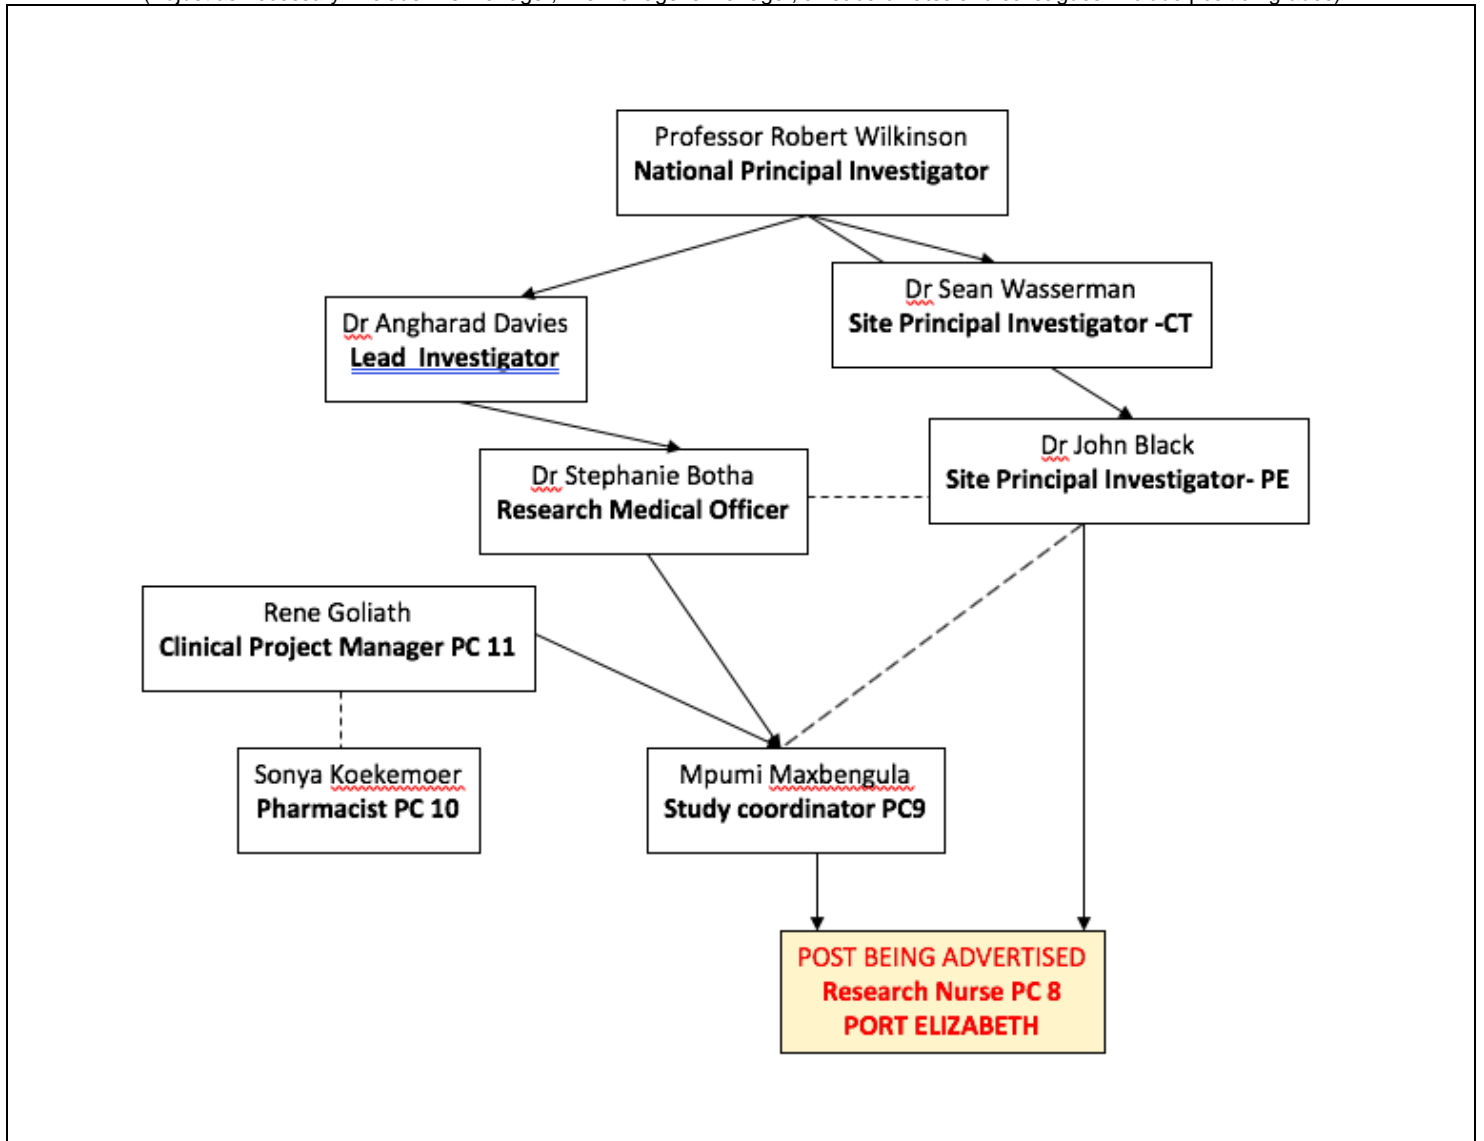 Professor Robert Wilkinson
National Principal Investigator
Dr Sean Wasserman
Site Principal Investigator -CT
Dr Angharad Davies
Lead  Investigator
Dr John Black
Site Principal Investigator- PE
Dr Stephanie Botha
Research Medical Officer
Rene Goliath
Clinical Project Manager PC 11
Sonya Koekemoer
Pharmacist PC 10
Mpumi Maxbengula
Study coordinator PC9
POST BEING ADVERTISED
Research Nurse PC 8
PORT ELIZABETH